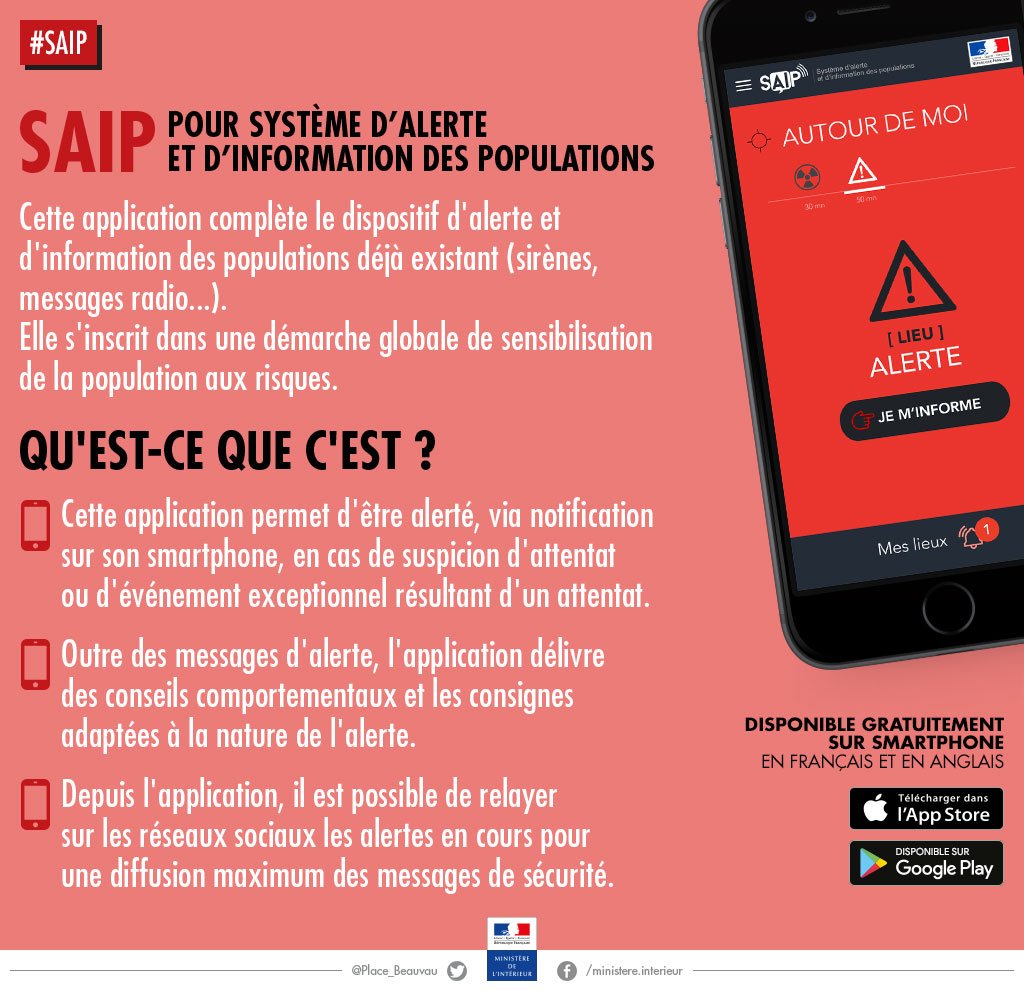 #SAIP
SAIP POUR SYSTÈME D'ALERTE
ET D'INFORMATION DES POPULATIONS
Cette application complète le dispositif d'alerte et
d'information des populations déjà existant (sirènes,
messages radio...).
Elle s'inscrit dans une démarche globale de sensibilisation
de la population aux risques.
QU'EST-CE QUE C'EST ?
Cette application permet d'être alerté, via notification
sur son smartphone, en cas de suspicion d'attentat
ou d'événement exceptionnel résultant d'un attentat.
Outre des messages d'alerte, l'application délivre
des conseils comportementaux et les consignes
adaptées à la nature de l'alerte.
Depuis l'application, il est possible de relayer
sur les réseaux sociaux les alertes en cours pour
une diffusion maximum des messages de sécurité.
SAIP
Système d'alerte
et d'information des populations
AUTOUR DE MOI
30 mn 50 mn
[ LIEU ]
ALERTE
JE M'INFORME
Mes lieux 1
DISPONIBLE GRATUITEMENT
SUR SMARTPHONE
EN FRANÇAIS ET EN ANGLAIS
Télécharger dans
l'App Store
DISPONIBLE SUR
Google Play
MINISTÈRE
DE
L'INTÉRIEUR
@Place_Beauvau
/ministere.interieur